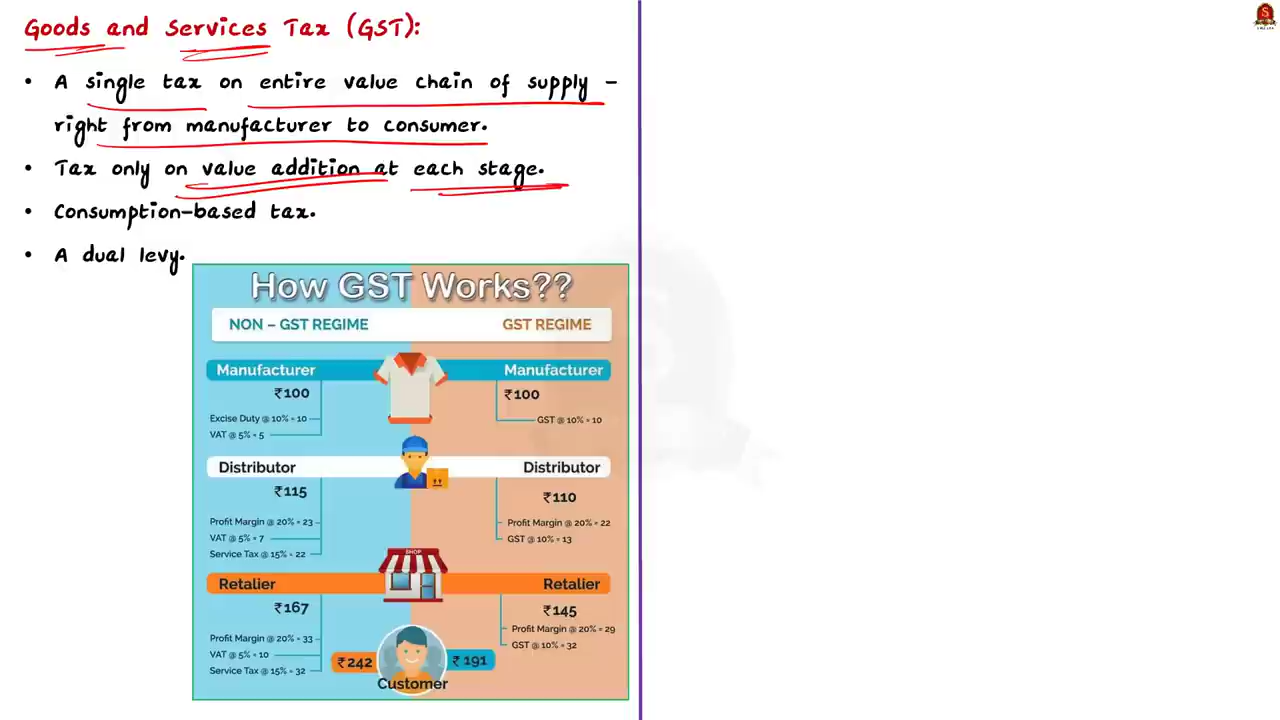 Goods and Services Tax (GST):
• A single tax on entire value chain of supply –
right from manufacturer to consumer.
• Tax only on value addition at each stage.
• Consumption-based tax.
• A dual levy.
How GST Works??
NON – GST REGIME
GST REGIME
Manufacturer
₹100
Excise Duty @ 10% = 10
VAT @ 5% = 5
Manufacturer
₹100
GST @ 10% = 10
Distributor
₹115
Profit Margin @ 20% = 23
VAT @ 5% = 7
Service Tax @ 15% = 22
Distributor
₹110
Profit Margin @ 20% = 22
GST @ 10% = 13
SHOP
Retalier
₹167
Profit Margin @ 20% = 33
VAT @ 5% = 10
Service Tax @ 15% = 32
Retalier
₹145
Profit Margin @ 20% = 29
GST @ 10% = 32
₹242
₹191
Customer